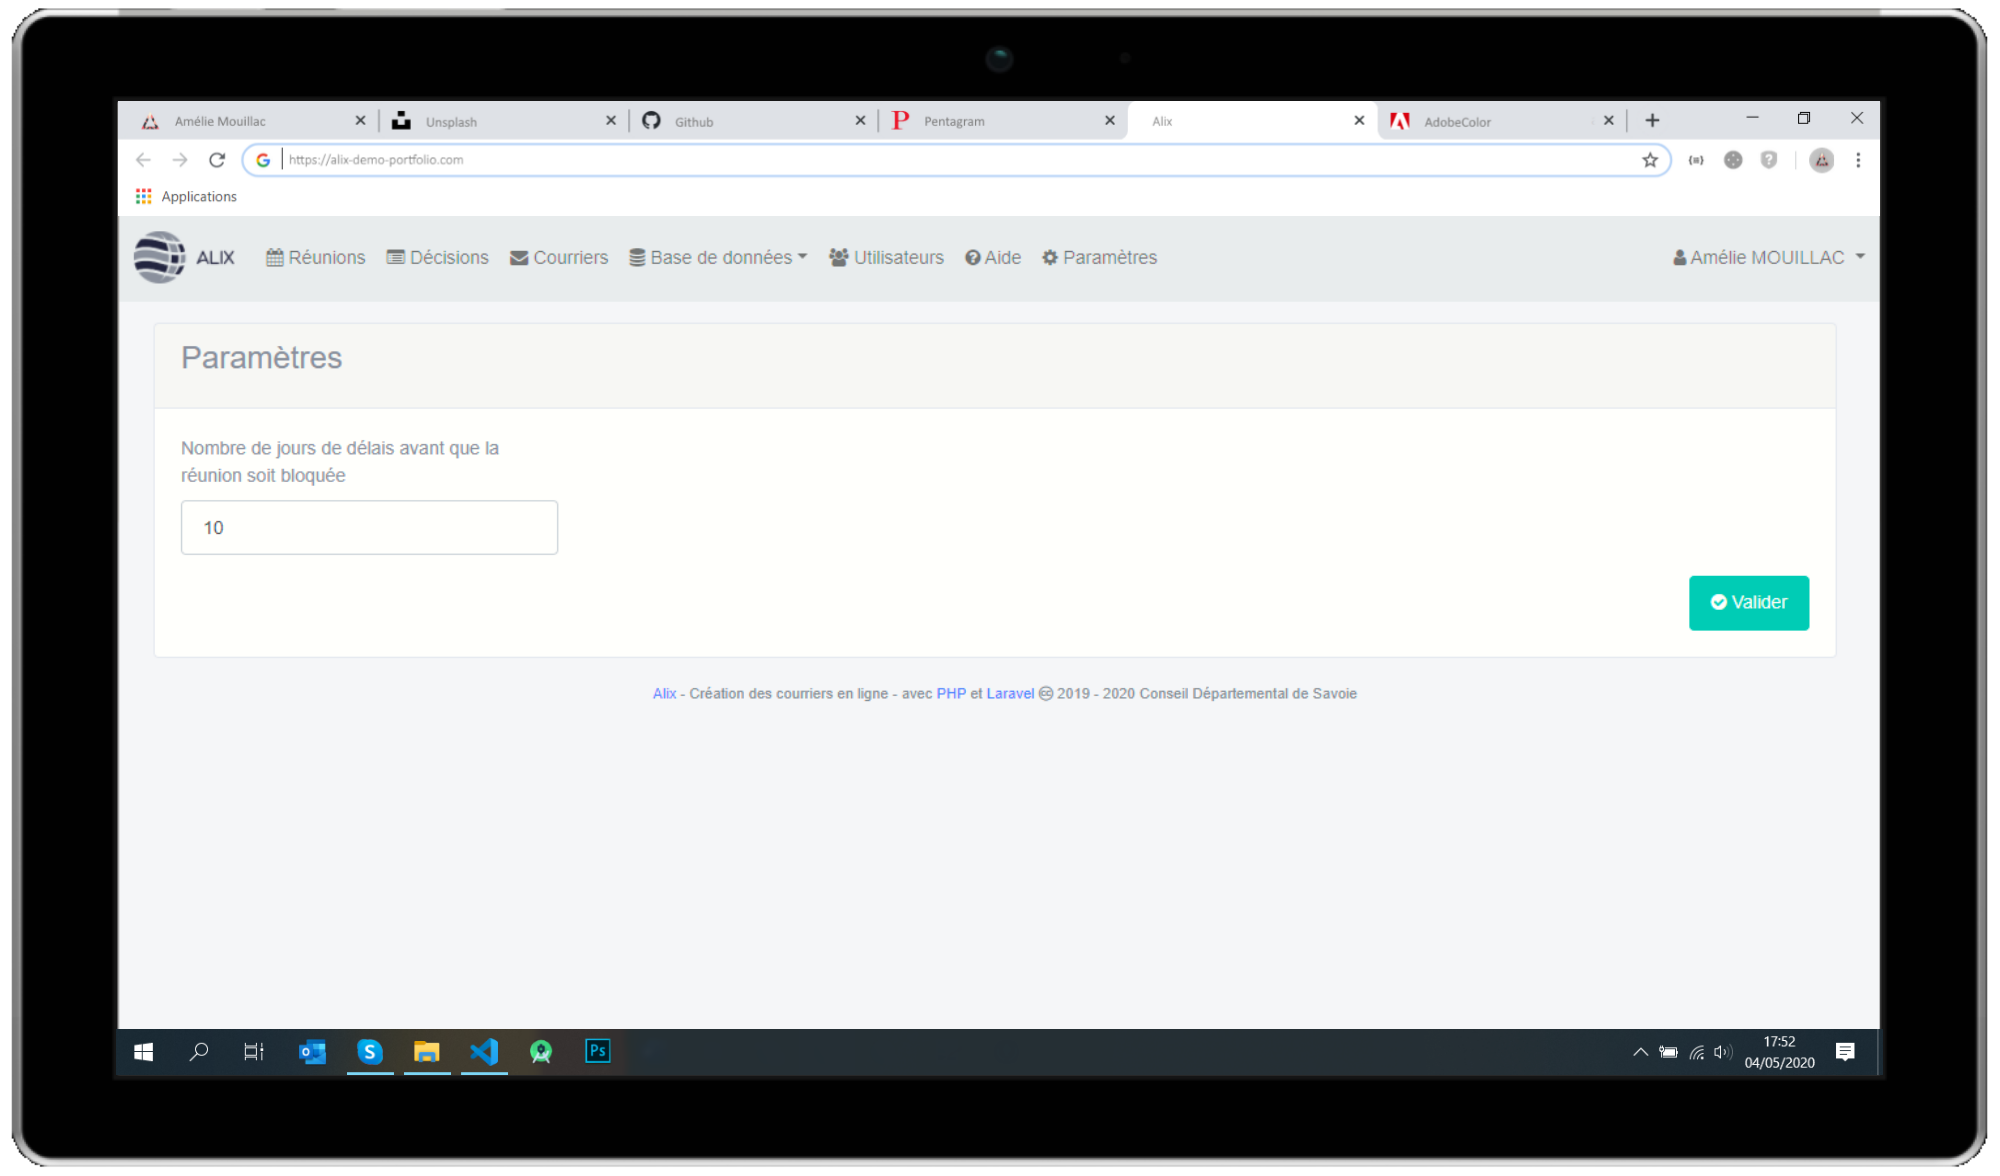 Amélie Mouillac
Unsplash
Github
P Pentagram
Alix
AdobeColor
G https://alix-demo-portfolio.com
Applications
ALIX Réunions Décisions Courriers Base de données Utilisateurs Aide Paramètres Amélie MOUILLAC
Paramètres
Nombre de jours de délais avant que la
réunion soit bloquée
10
Valider
Alix - Création des courriers en ligne - avec PHP et Laravel 2019 - 2020 Conseil Départemental de Savoie
S
Ps
17:52
04/05/2020